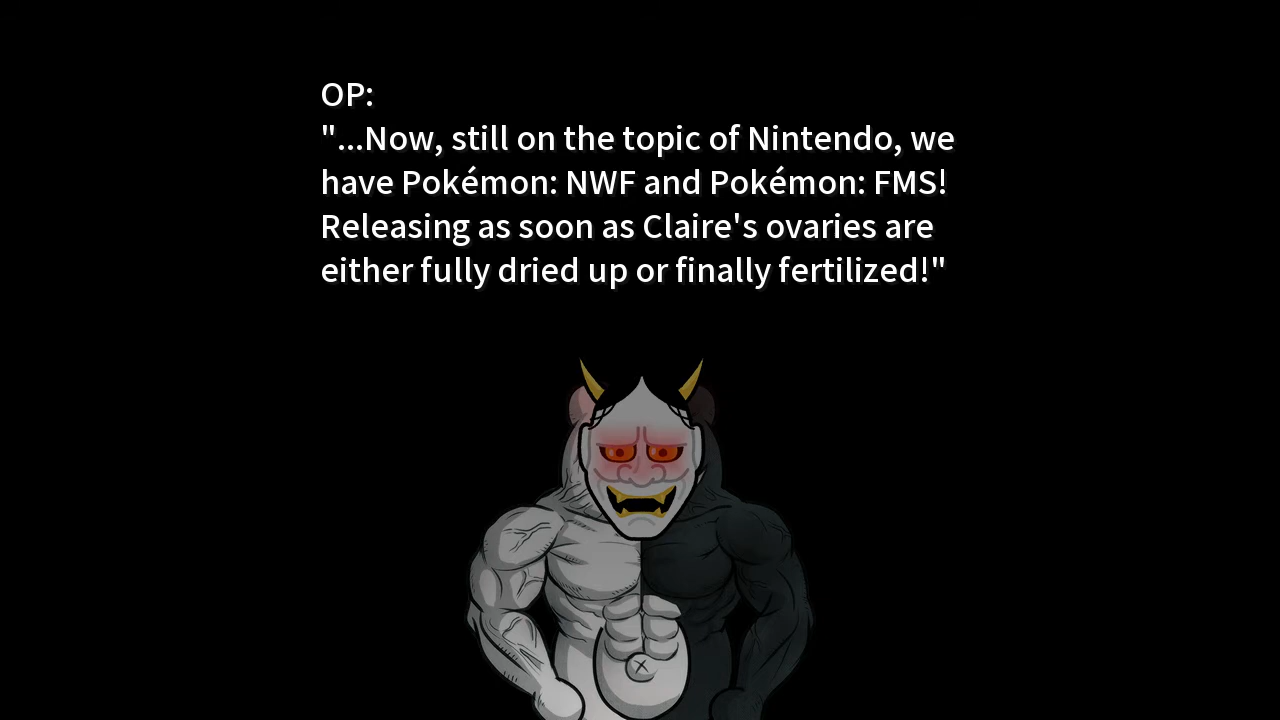 OP:
"...Now, still on the topic of Nintendo, we
have Pokémon: NWF and Pokémon: FMS!
Releasing as soon as Claire's ovaries are
either fully dried up or finally fertilized!"